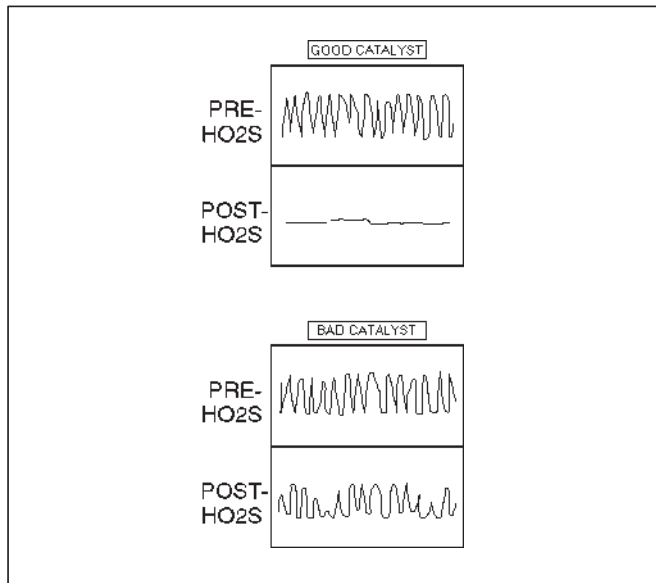 GOOD CATALYST
PRE-
HO2S
POST-
HO2S
BAD CATALYST
PRE-
HO2S
POST-
HO2S